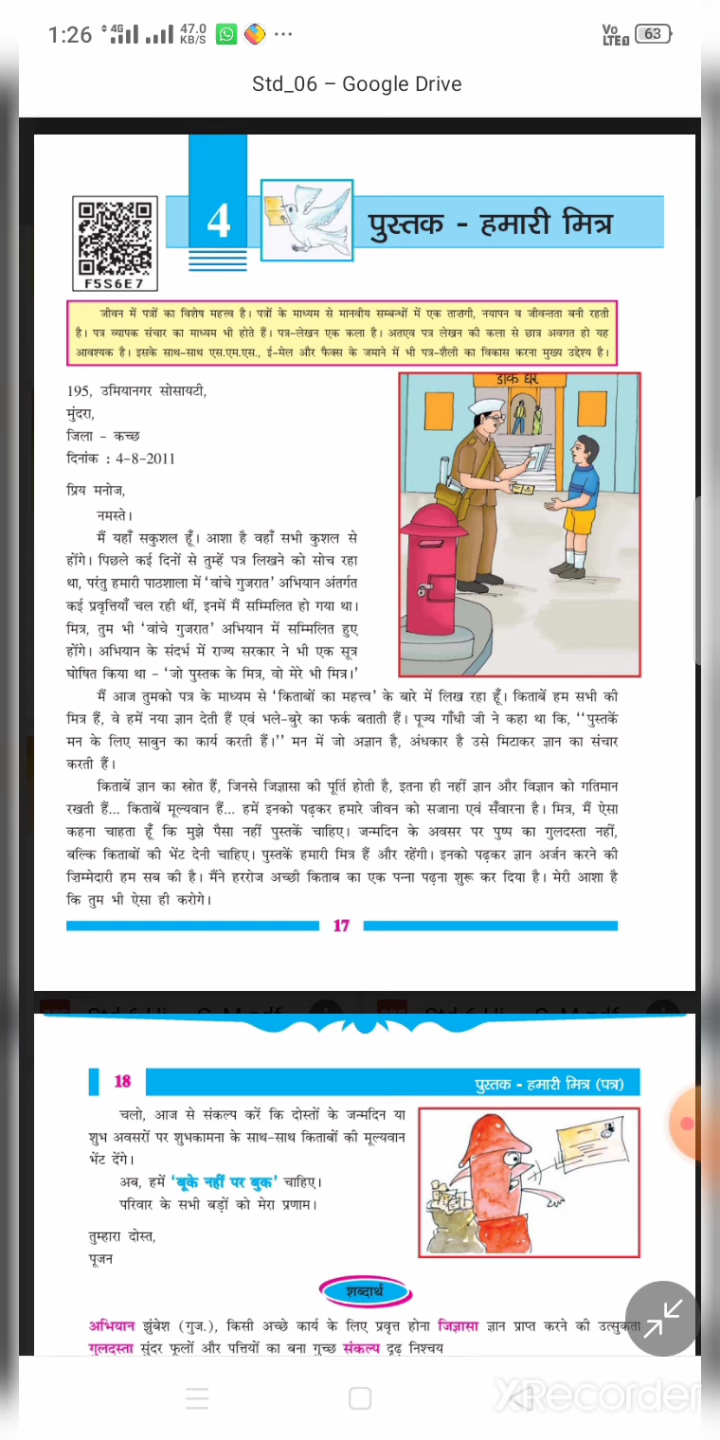 1:26 4G 47.0 KB/S ... Vo LTE 63
Std_06 – Google Drive
4
पुस्तक - हमारी मित्र
F5S6E7
जीवन में पत्रों का विशेष महत्त्व है। पत्रों के माध्यम से मानवीय सम्बन्धों में एक ताजगी, नयापन व जीवन्तता बनी रहती
है। पत्र व्यापक संचार का माध्यम भी होते हैं। पत्र-लेखन एक कला है। अतएव पत्र लेखन की कला से छात्र अवगत हो यह
आवश्यक है। इसके साथ-साथ एस.एम.एस., ई-मेल और फैक्स के जमाने में भी पत्र-शैली का विकास करना मुख्य उद्देश्य है।
डाक घर
195, उमियानगर सोसायटी,
मुंदरा,
जिला - कच्छ
दिनांक : 4-8-2011
प्रिय मनोज,
नमस्ते।
मैं यहाँ सकुशल हूँ। आशा है वहाँ सभी कुशल से
होंगे। पिछले कई दिनों से तुम्हें पत्र लिखने को सोच रहा
था, परंतु हमारी पाठशाला में ‘वांचे गुजरात’ अभियान अंतर्गत
कई प्रवृत्तियाँ चल रही थीं, इनमें मैं सम्मिलित हो गया था।
मित्र, तुम भी ‘वांचे गुजरात’ अभियान में सम्मिलित हुए
होंगे। अभियान के संदर्भ में राज्य सरकार ने भी एक सूत्र
घोषित किया था - ‘जो पुस्तक के मित्र, वो मेरे भी मित्र।’
मैं आज तुमको पत्र के माध्यम से ‘किताबों का महत्त्व’ के बारे में लिख रहा हूँ। किताबें हम सभी की
मित्र हैं, वे हमें नया ज्ञान देती हैं एवं भले-बुरे का फर्क बताती हैं। पूज्य गाँधी जी ने कहा था कि, ‘‘पुस्तकें
मन के लिए साबुन का कार्य करती हैं।’’ मन में जो अज्ञान है, अंधकार है उसे मिटाकर ज्ञान का संचार
करती हैं।
किताबें ज्ञान का स्रोत हैं, जिनसे जिज्ञासा की पूर्ति होती है, इतना ही नहीं ज्ञान और विज्ञान को गतिमान
रखती हैं... किताबें मूल्यवान हैं... हमें इनको पढ़कर हमारे जीवन को सजाना एवं सँवारना है। मित्र, मैं ऐसा
कहना चाहता हूँ कि मुझे पैसा नहीं पुस्तकें चाहिए। जन्मदिन के अवसर पर पुष्प का गुलदस्ता नहीं,
बल्कि किताबों की भेंट देनी चाहिए। पुस्तकें हमारी मित्र हैं और रहेंगी। इनको पढ़कर ज्ञान अर्जन करने की
ज़िम्मेदारी हम सब की है। मैंने हररोज अच्छी किताब का एक पन्ना पढ़ना शुरू कर दिया है। मेरी आशा है
कि तुम भी ऐसा ही करोगे।
17
18
पुस्तक - हमारी मित्र (पत्र)
चलो, आज से संकल्प करें कि दोस्तों के जन्मदिन या
शुभ अवसरों पर शुभकामना के साथ-साथ किताबों की मूल्यवान
भेंट देंगे।
अब, हमें ‘बूके नहीं पर बुक’ चाहिए।
परिवार के सभी बड़ों को मेरा प्रणाम।
तुम्हारा दोस्त,
पूजन
शब्दार्थ
अभियान झुंबेश (गुज.), किसी अच्छे कार्य के लिए प्रवृत्त होना जिज्ञासा ज्ञान प्राप्त करने की उत्सुकता
गुलदस्ता सुंदर फूलों और पत्तियों का बना गुच्छ संकल्प दृढ़ निश्चय
XRecorder